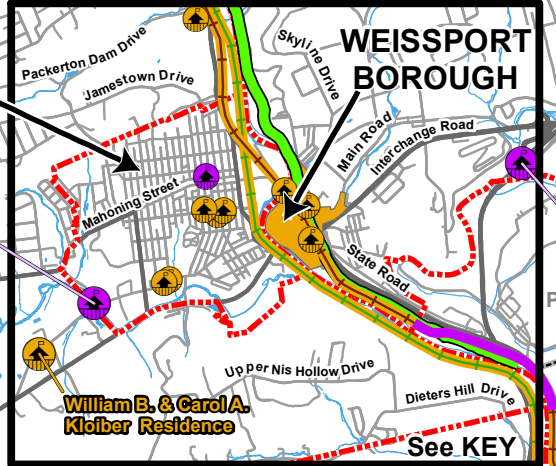 Packerton Dam Drive
Skyline Drive
WEISSPORT
BOROUGH
Jamestown Drive
Main Road
Interchange Road
Mahoning Street
State Road
P
Upper Nis Hollow Drive
Dieters Hill Drive
William B. & Carol A.
Kloiber Residence
See KEY